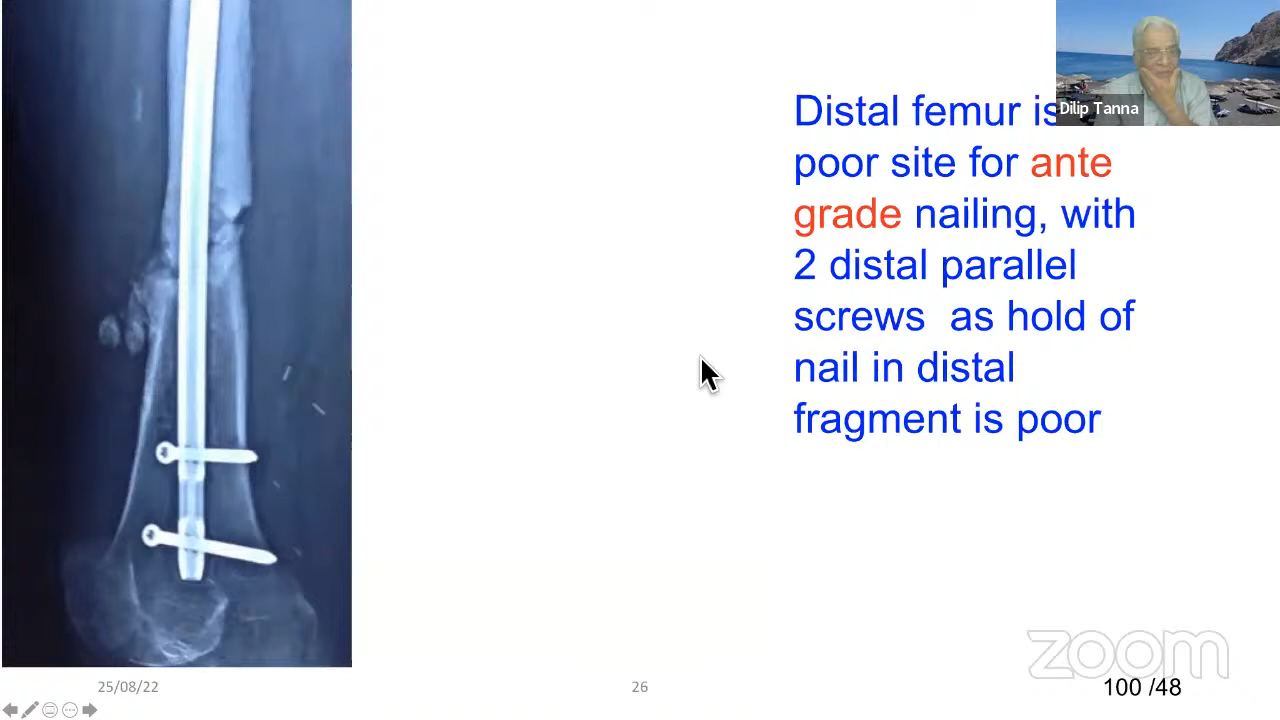 Distal femur is
poor site for ante
grade nailing, with
2 distal parallel
screws as hold of
nail in distal
fragment is poor
Dilip Tanna
zoom
25/08/22
26
100 /48